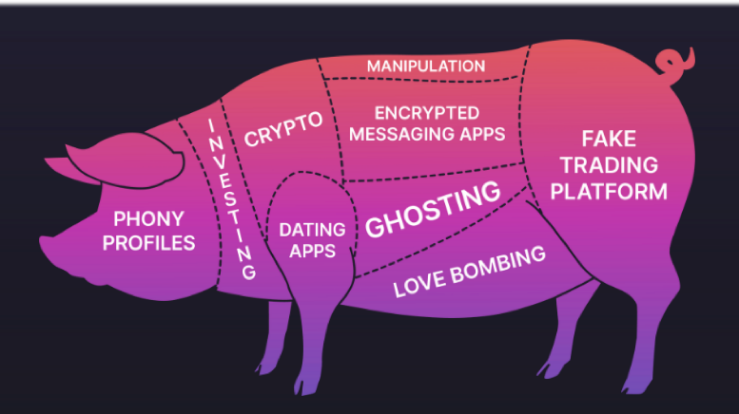 MANIPULATION
INVESTING
CRYPTO
ENCRYPTED
MESSAGING APPS
FAKE
TRADING
PLATFORM
PHONY
PROFILES
DATING
APPS
GHOSTING
LOVE BOMBING